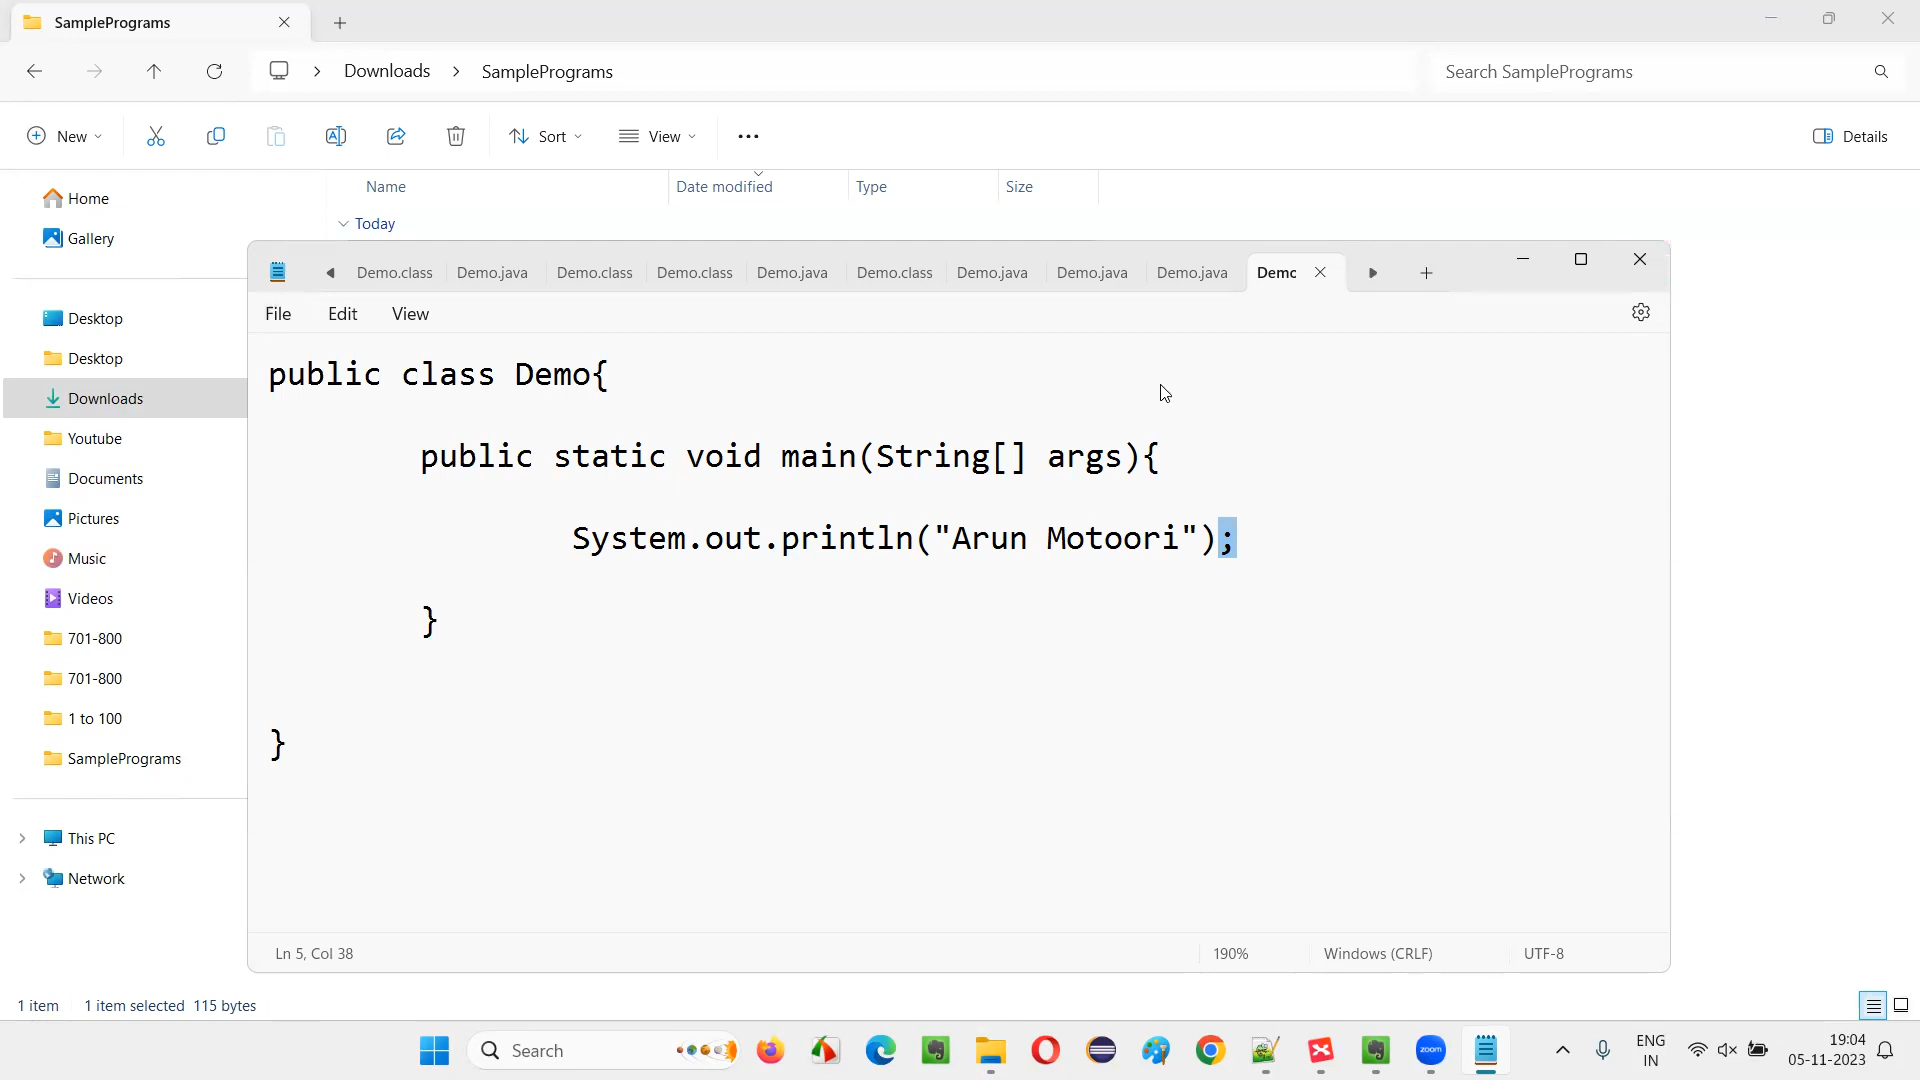 SamplePrograms
Downloads SamplePrograms
Search SamplePrograms
New Sort View Details
Name Date modified Type Size
Today
Home
Gallery
Desktop
Desktop
Downloads
Youtube
Documents
Pictures
Music
Videos
701-800
701-800
1 to 100
SamplePrograms
This PC
Network
Demo.class Demo.java Demo.class Demo.class Demo.java Demo.class Demo.java Demo.java Demo.java Demc
File Edit View
public class Demo{
public static void main(String[] args){
System.out.println("Arun Motoori");
}
}
Ln 5, Col 38 190% Windows (CRLF) UTF-8
1 item 1 item selected 115 bytes
Search zoom ENG 19:04
IN 05-11-2023